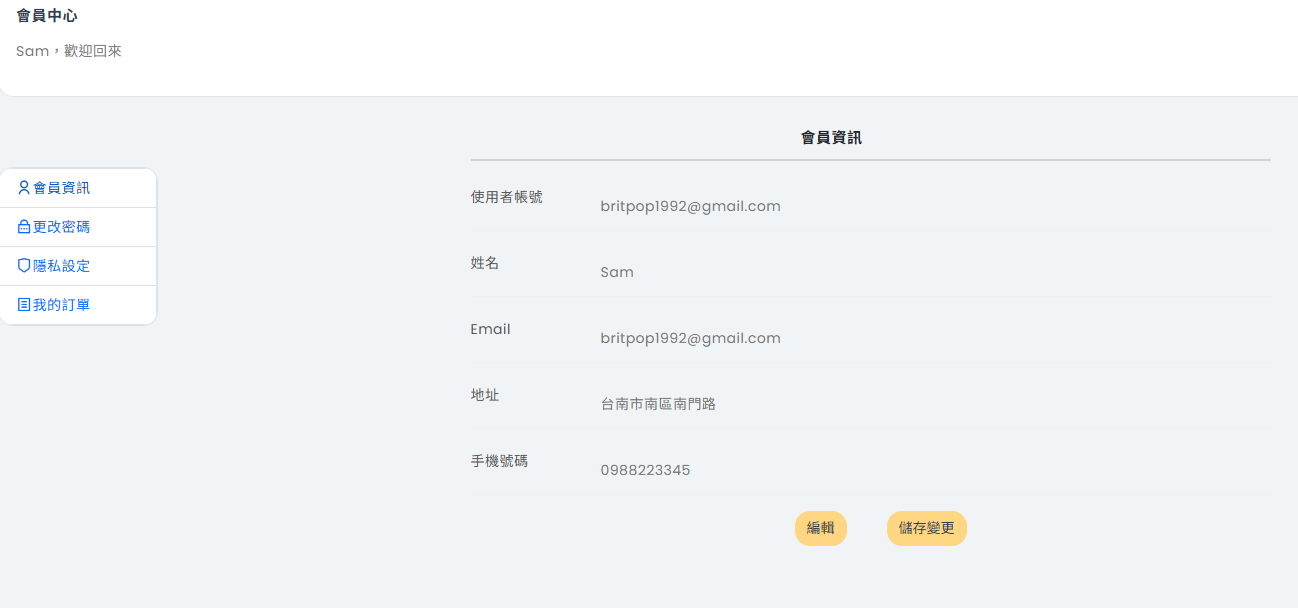 會員中心
Sam，歡迎回來
會員資訊
更改密碼
隱私設定
我的訂單
會員資訊
使用者帳號 britpop1992@gmail.com
姓名 Sam
Email britpop1992@gmail.com
地址 台南市南區南門路
手機號碼 0988223345
編輯 儲存變更